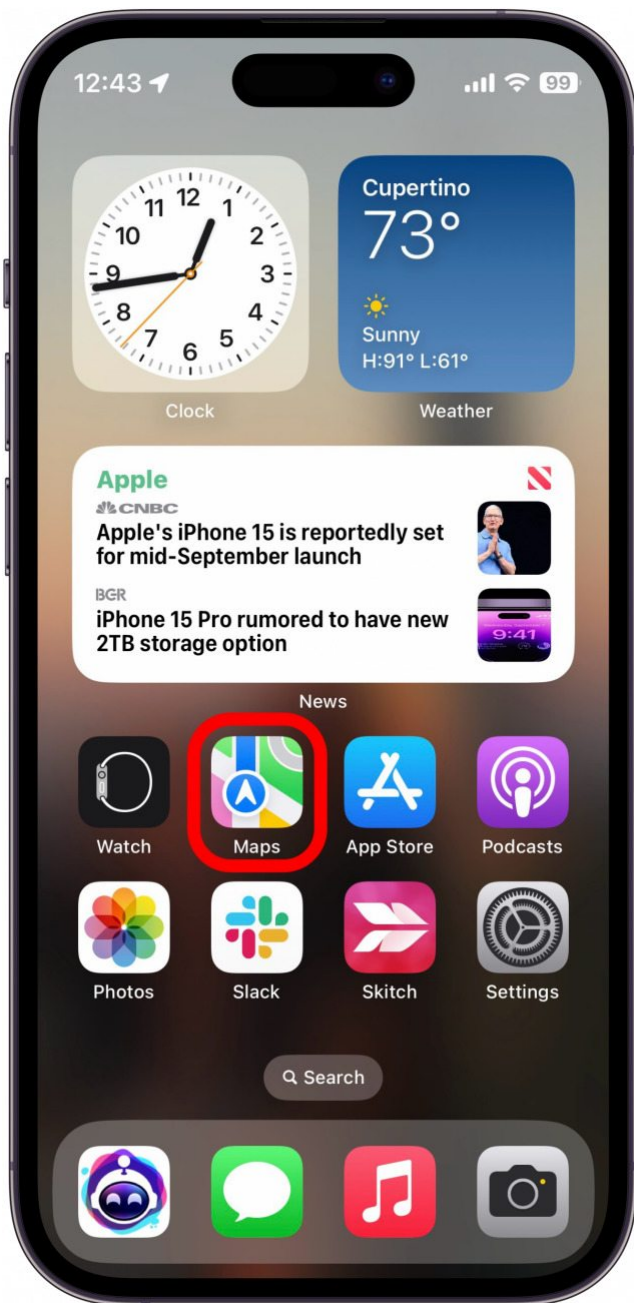 12:43
99
12
1
2
3
4
5
6
7
8
9
10
11
Clock
Cupertino
73°
Sunny
H:91° L:61°
Weather
Apple
CNBC
Apple's iPhone 15 is reportedly set
for mid-September launch
BGR
iPhone 15 Pro rumored to have new
2TB storage option
9:41
News
Watch
Maps
App Store
Podcasts
Photos
Slack
Skitch
Settings
Search